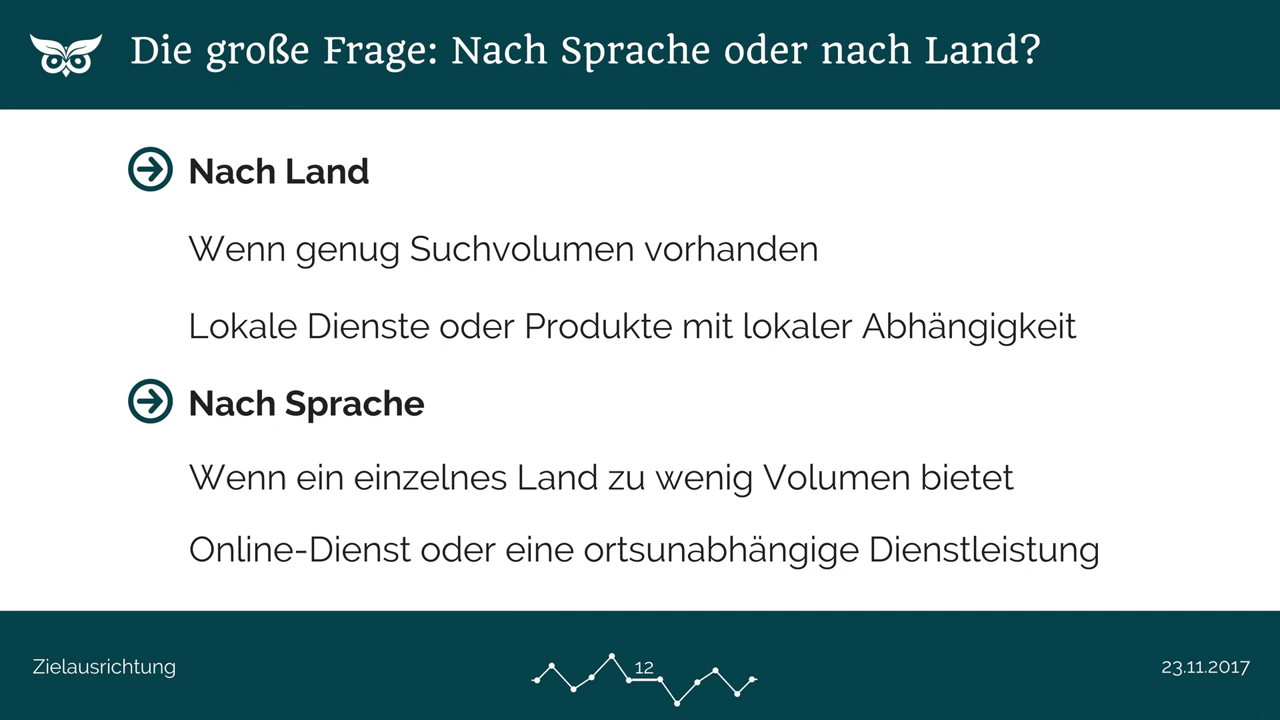 Die große Frage: Nach Sprache oder nach Land?
Nach Land
Wenn genug Suchvolumen vorhanden
Lokale Dienste oder Produkte mit lokaler Abhängigkeit
Nach Sprache
Wenn ein einzelnes Land zu wenig Volumen bietet
Online-Dienst oder eine ortsunabhängige Dienstleistung
Zielausrichtung
12
23.11.2017